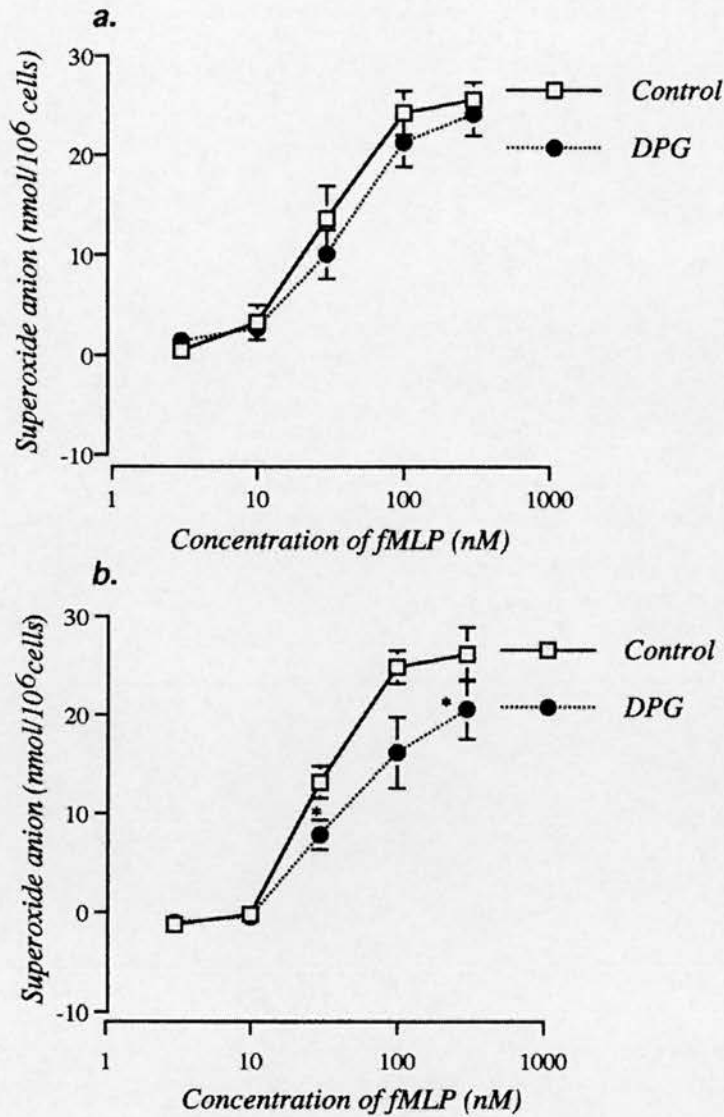 a.
30
20
10
0
-10
Superoxide anion (nmol/10⁶ cells)
Control
DPG
1 10 100 1000
Concentration of fMLP (nM)
b.
30
20
10
0
-10
Superoxide anion (nmol/10⁶cells)
Control
DPG
*
*
1 10 100 1000
Concentration of fMLP (nM)